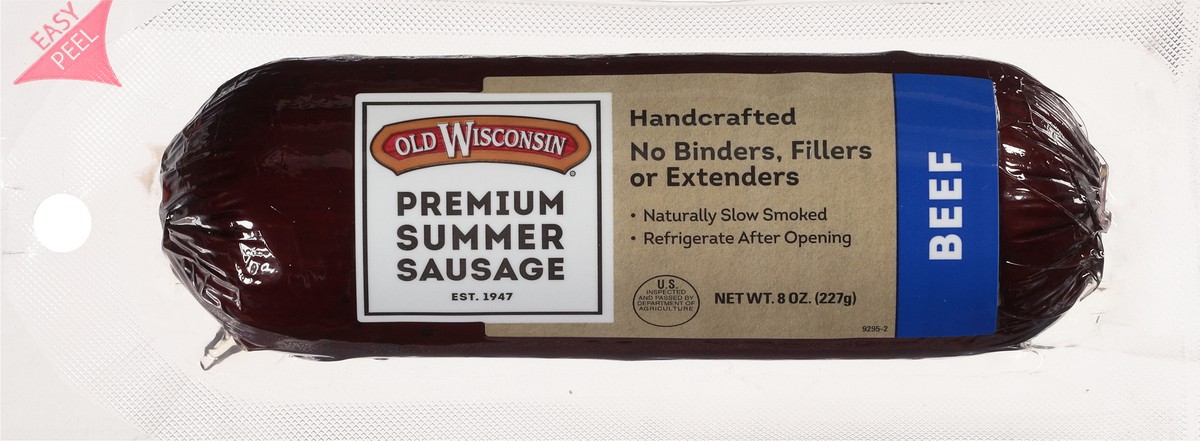 EASY
PEEL
OLD WISCONSIN
®
PREMIUM
SUMMER
SAUSAGE
EST. 1947
Handcrafted
No Binders, Fillers
or Extenders
• Naturally Slow Smoked
• Refrigerate After Opening
U.S.
INSPECTED
AND PASSED BY
DEPARTMENT OF
AGRICULTURE
NET WT. 8 OZ. (227g)
9295-2
BEEF